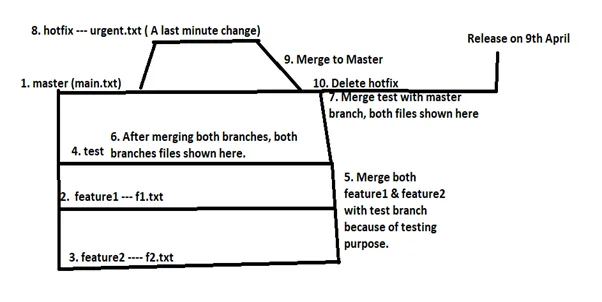 8. hotfix --- urgent.txt ( A last minute change)
Release on 9th April
9. Merge to Master
1. master (main.txt)
10. Delete hotfix
7. Merge test with master
branch, both files shown here
6. After merging both branches, both
branches files shown here.
4. test
5. Merge both
feature1 & feature2
with test branch
because of testing
purpose.
2. feature1 --- f1.txt
3. feature2 ---- f2.txt